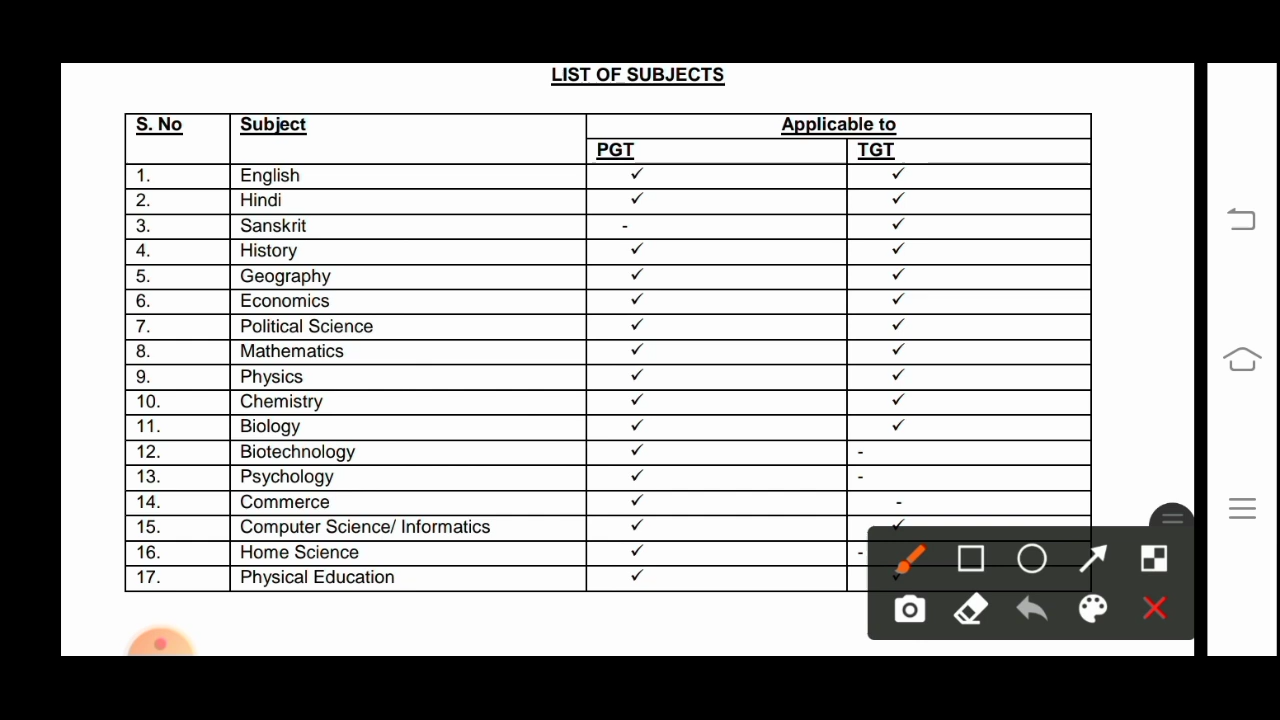 LIST OF SUBJECTS
S. No Subject Applicable to
PGT TGT
1. English ✓ ✓
2. Hindi ✓ ✓
3. Sanskrit - ✓
4. History ✓ ✓
5. Geography ✓ ✓
6. Economics ✓ ✓
7. Political Science ✓ ✓
8. Mathematics ✓ ✓
9. Physics ✓ ✓
10. Chemistry ✓ ✓
11. Biology ✓ ✓
12. Biotechnology ✓ -
13. Psychology ✓ -
14. Commerce ✓ -
15. Computer Science/ Informatics ✓ ✓
16. Home Science ✓ -
17. Physical Education ✓ ✓